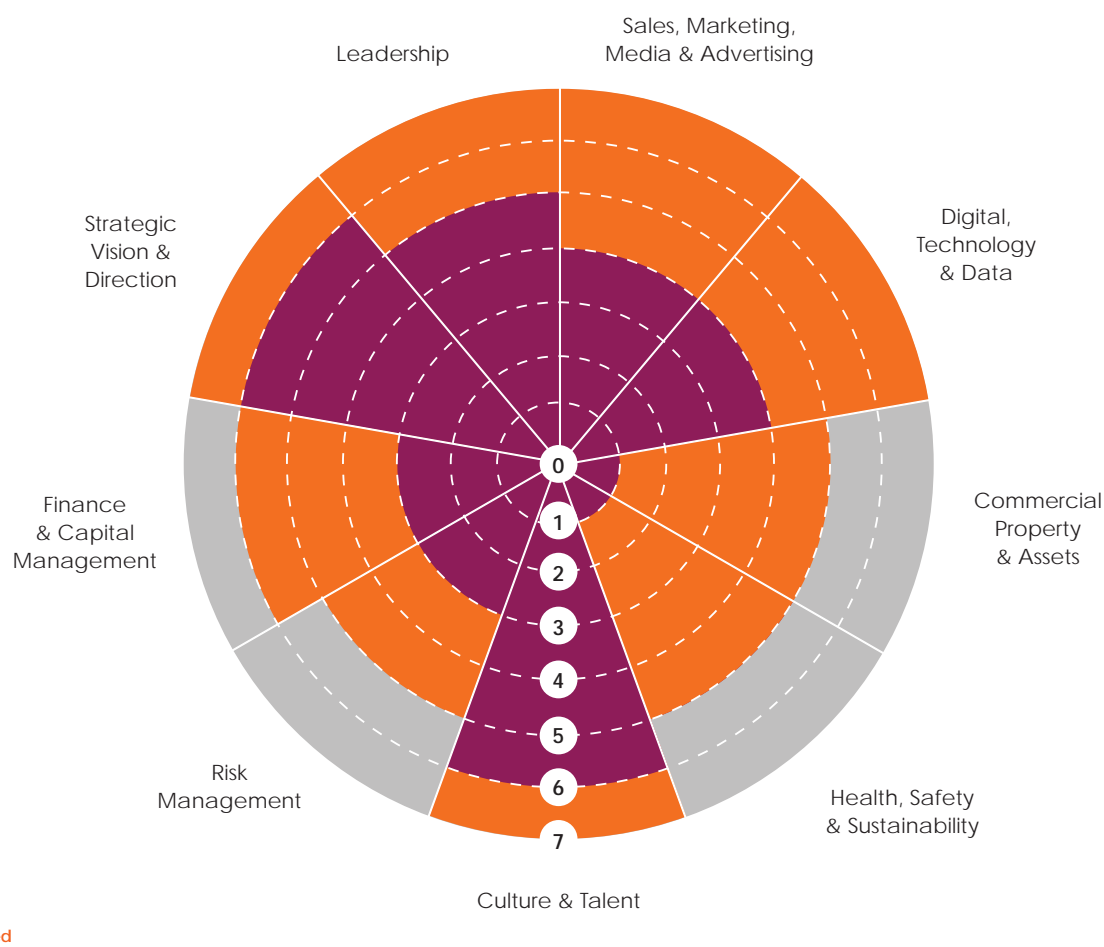 Sales, Marketing,
Media & Advertising
Leadership
Digital,
Technology
& Data
Strategic
Vision &
Direction
Commercial
Property
& Assets
Finance
& Capital
Management
Health, Safety
& Sustainability
Risk
Management
Culture & Talent
0
1
2
3
4
5
6
7